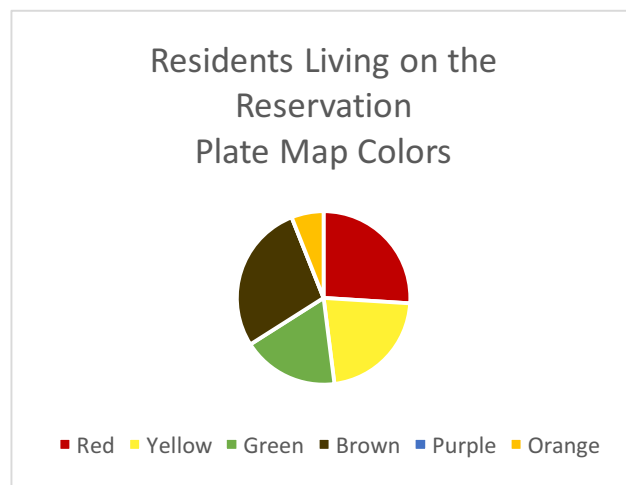 Residents Living on the
Reservation
Plate Map Colors
Red Yellow Green Brown Purple Orange